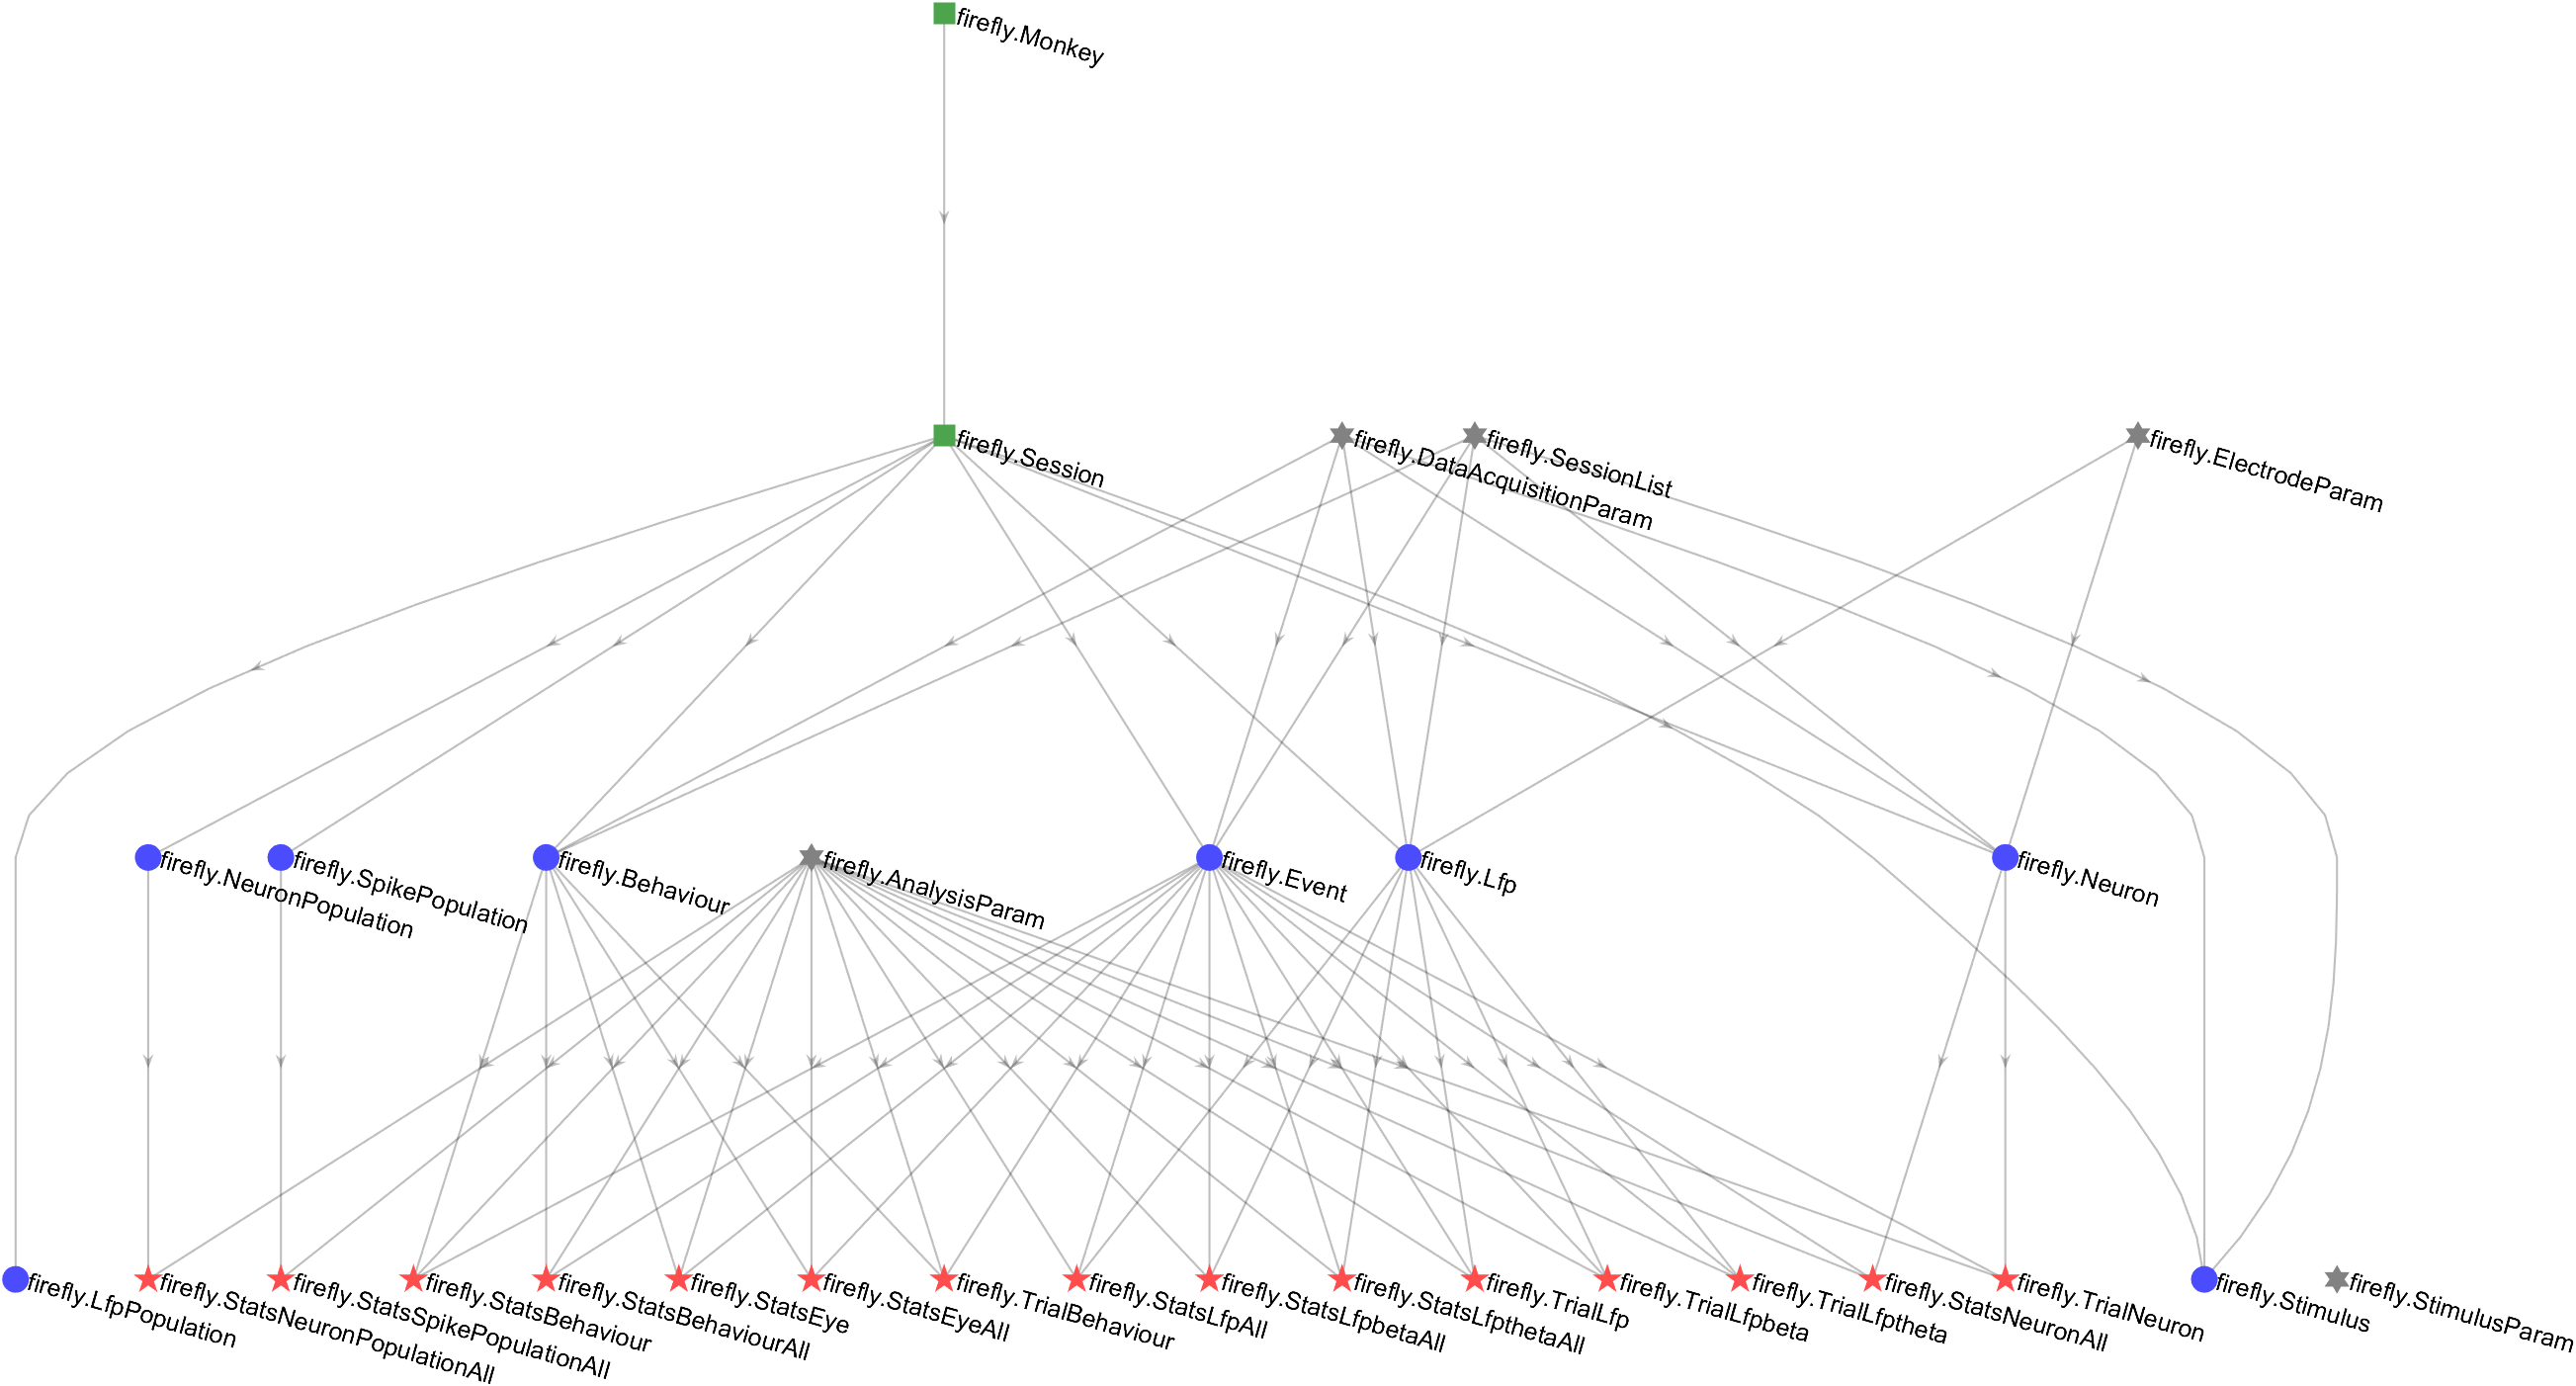 firefly.Monkey
firefly.Session
firefly.DataAcquisitionParam
firefly.SessionList
firefly.ElectrodeParam
firefly.NeuronPopulation
firefly.SpikePopulation
firefly.Behaviour
firefly.AnalysisParam
firefly.Event
firefly.Lfp
firefly.Neuron
firefly.LfpPopulation
firefly.StatsNeuronPopulationAll
firefly.StatsSpikePopulationAll
firefly.StatsBehaviour
firefly.StatsBehaviourAll
firefly.StatsEye
firefly.StatsEyeAll
firefly.TrialBehaviour
firefly.StatsLfpAll
firefly.StatsLfpbetaAll
firefly.StatsLfpthetaAll
firefly.TrialLfp
firefly.TrialLfpbeta
firefly.TrialLfptheta
firefly.StatsNeuronAll
firefly.TrialNeuron
firefly.Stimulus
firefly.StimulusParam